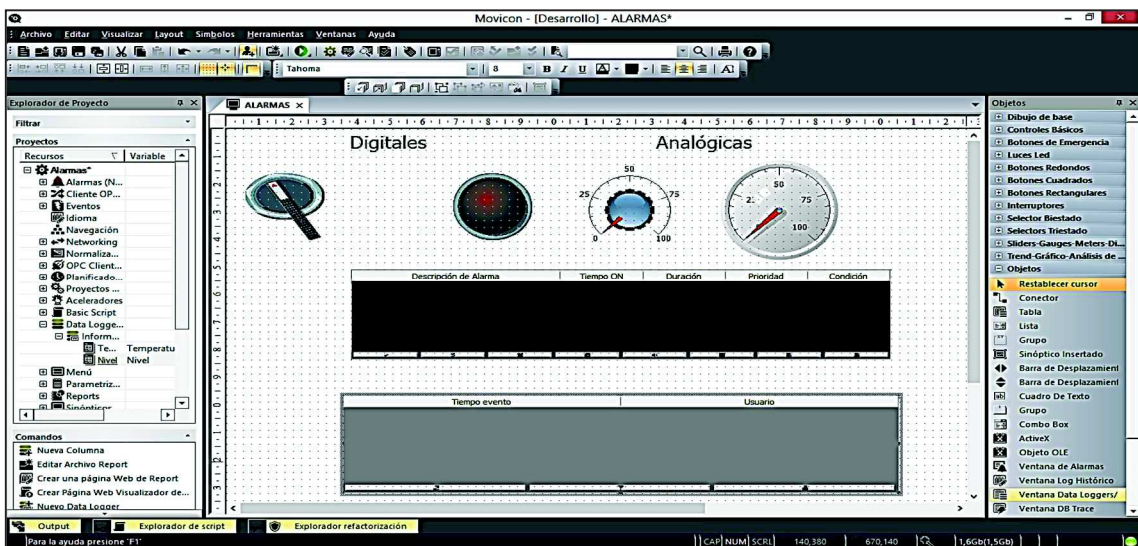 Movicon - [Desarrollo] - ALARMAS*
Archivo Editar Visualizar Layout Simbolos Herramientas Ventanas Ayuda
Tahoma 8 B I U A
Explorador de Proyecto
Filtrar
Proyectos
Recursos Variable
Alarmas*
Alarmas (N...
Cliente OP...
Eventos
Idioma
Navegación
Networking
Normaliza...
OPC Client...
Planificado...
Proyectos ...
Aceleradores
Basic Script
Data Logge...
Inform...
Te... Temperatu
Nivel Nivel
Menú
Parametriz...
Reports
Sinópticos
Comandos
Nueva Columna
Editar Archivo Report
Crear una página Web de Report
Crear Página Web Visualizador de...
Nuevo Data Logger
ALARMAS
Digitales Analógicas
0 25 50 75 100
50 75 100
Descripción de Alarma Tiempo ON Duración Prioridad Condición
Tiempo evento Usuario
Objetos
Dibujo de base
Controles Básicos
Botones de Emergencia
Luces Led
Botones Redondos
Botones Cuadrados
Botones Rectangulares
Interruptores
Selector Biestado
Selectors Triestado
Sliders-Gauges-Meters-Di...
Trend-Gráfico-Análisis de ...
Objetos
Restablecer cursor
Conector
Tabla
Lista
Grupo
Sinóptico Insertado
Barra de Desplazamient
Barra de Desplazamient
Cuadro De Texto
Grupo
Combo Box
ActiveX
Objeto OLE
Ventana de Alarmas
Ventana Log Histórico
Ventana Data Loggers/
Ventana DB Trace
Output Explorador de script Explorador refactorización
Para la ayuda presione 'F1' CAP NUM SCRL 140,380 670,140 1,6Gb(1,5Gb)